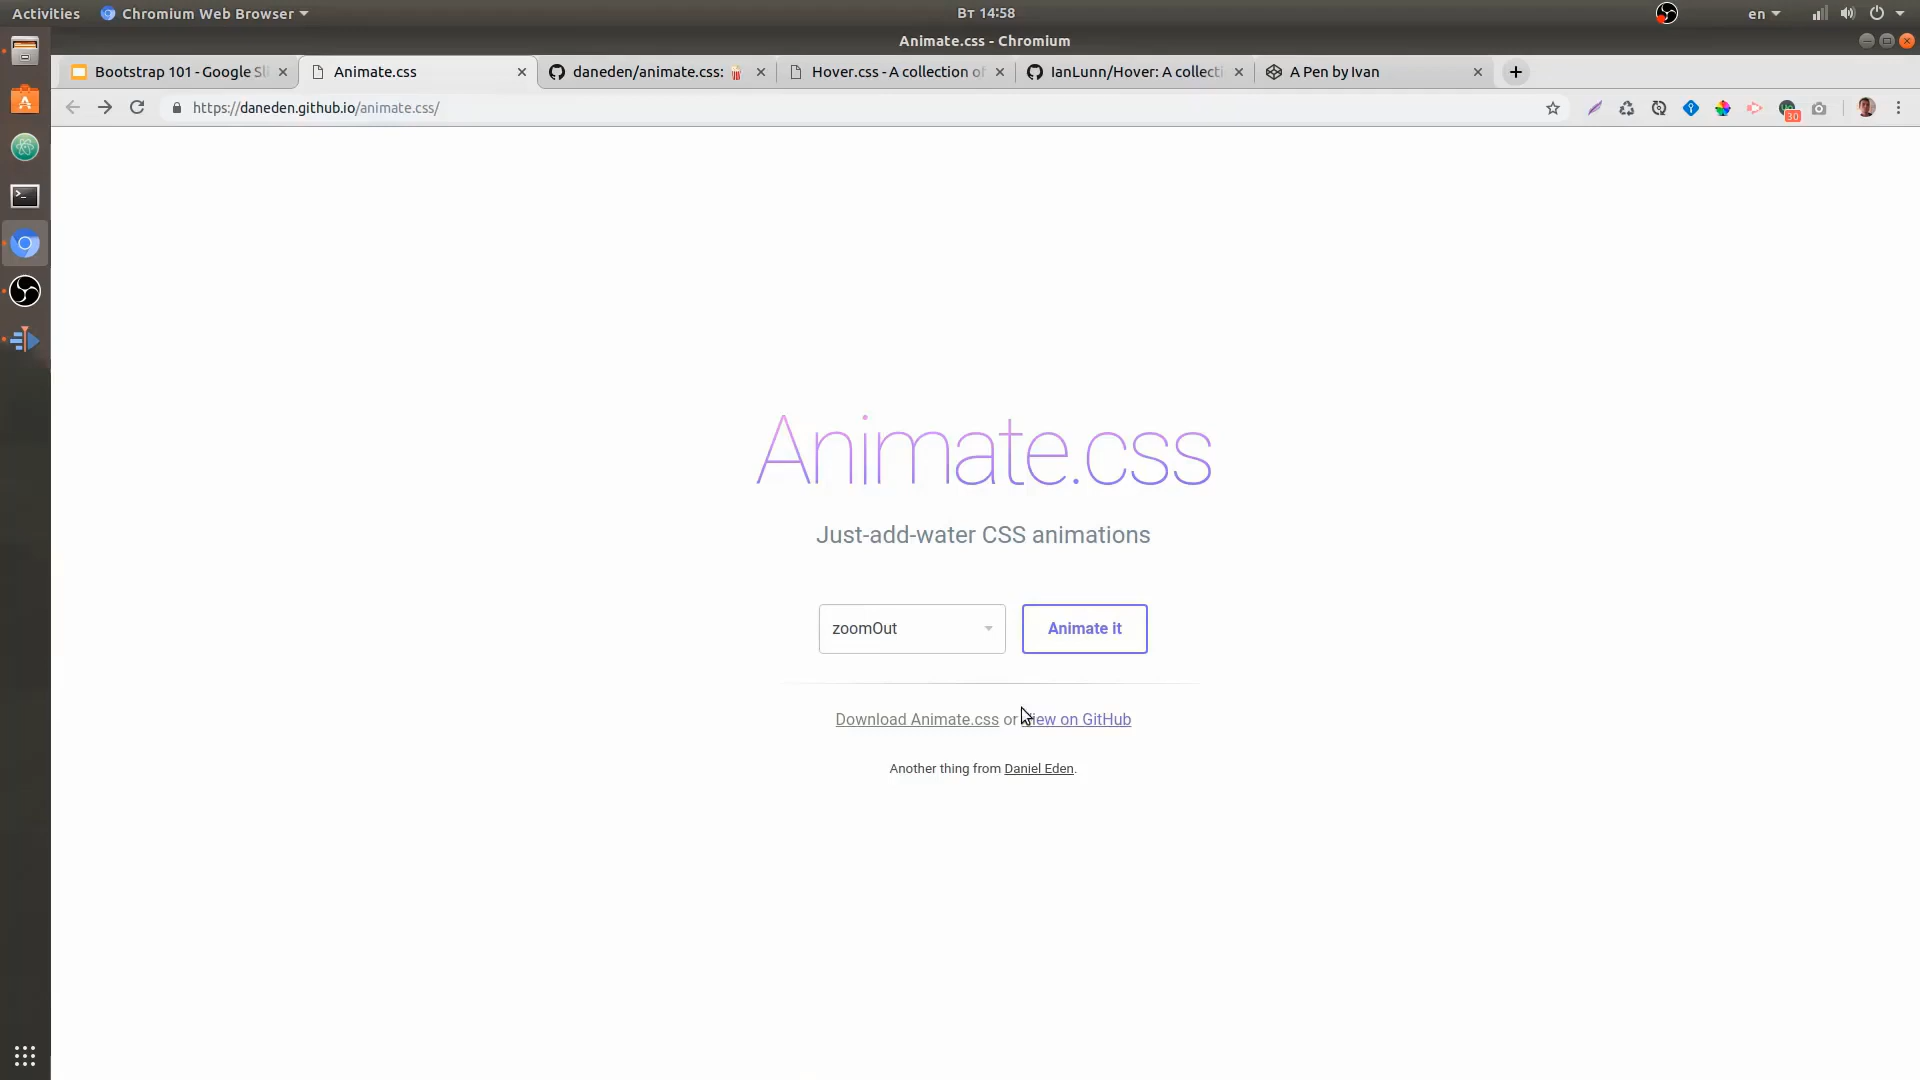 Activities
Chromium Web Browser
Вт 14:58
en
Animate.css - Chromium
Bootstrap 101 - Google Sl
Animate.css
daneden/animate.css:
Hover.css - A collection of
IanLunn/Hover: A collecti
A Pen by Ivan
https://daneden.github.io/animate.css/
30
Animate.css
Just-add-water CSS animations
zoomOut
Animate it
Download Animate.css or View on GitHub
Another thing from Daniel Eden.